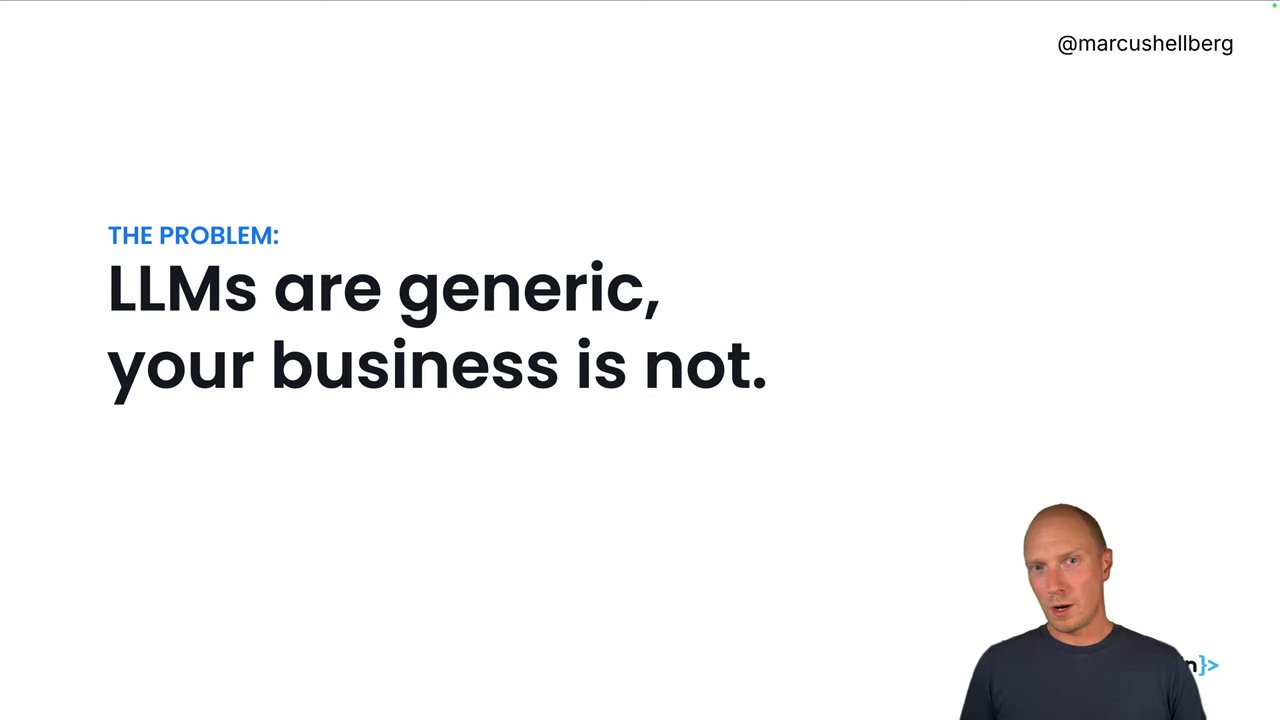 @marcushellberg
THE PROBLEM:
LLMs are generic,
your business is not.
n}>